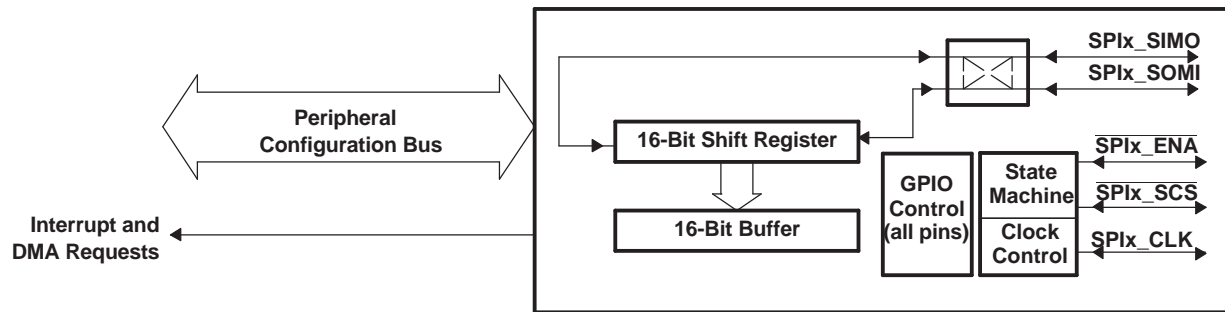 Peripheral
Configuration Bus
Interrupt and
DMA Requests
16-Bit Shift Register
16-Bit Buffer
GPIO
Control
(all pins)
State
Machine
Clock
Control
SPIx_SIMO
SPIx_SOMI
SPIx_ENA
SPIx_SCS
SPIx_CLK